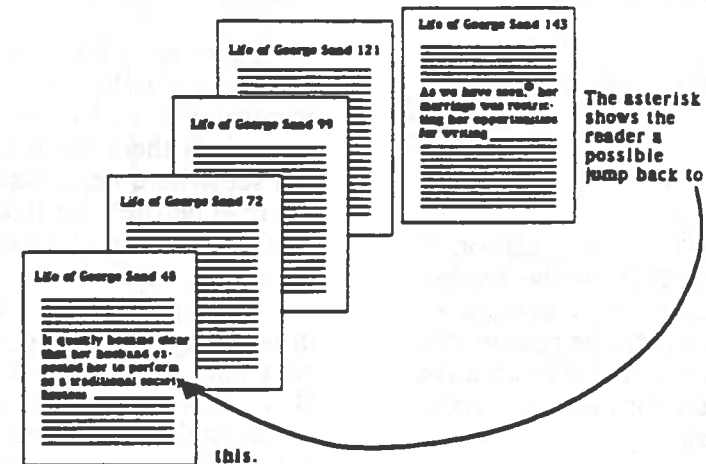 Life of George Sand 143
As we have seen* her
marriage was restric-
ting her opportunities
for writing
Life of George Sand 121
Life of George Sand 99
Life of George Sand 72
Life of George Sand 48
It quickly became clear
that her husband ex-
pected her to perform
as a traditional society
hostess
The asterisk
shows the
reader a
possible
jump back to
this.